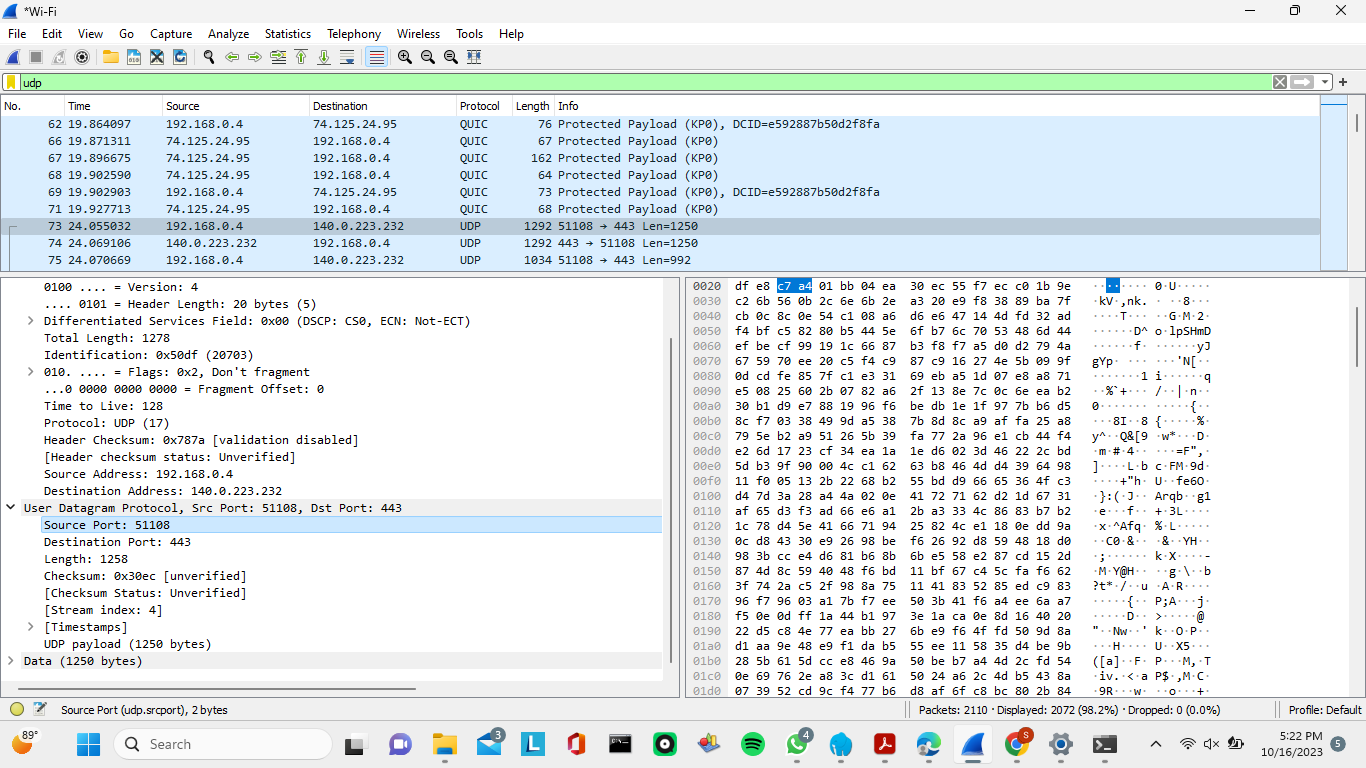 *Wi-Fi
File Edit View Go Capture Analyze Statistics Telephony Wireless Tools Help
udp
No. Time Source Destination Protocol Length Info
62 19.864097 192.168.0.4 74.125.24.95 QUIC 76 Protected Payload (KP0), DCID=e592887b50d2f8fa
66 19.871311 74.125.24.95 192.168.0.4 QUIC 67 Protected Payload (KP0)
67 19.896675 74.125.24.95 192.168.0.4 QUIC 162 Protected Payload (KP0)
68 19.902590 74.125.24.95 192.168.0.4 QUIC 64 Protected Payload (KP0)
69 19.902903 192.168.0.4 74.125.24.95 QUIC 73 Protected Payload (KP0), DCID=e592887b50d2f8fa
71 19.927713 74.125.24.95 192.168.0.4 QUIC 68 Protected Payload (KP0)
73 24.055032 192.168.0.4 140.0.223.232 UDP 1292 51108 → 443 Len=1250
74 24.069106 140.0.223.232 192.168.0.4 UDP 1292 443 → 51108 Len=1250
75 24.070669 192.168.0.4 140.0.223.232 UDP 1034 51108 → 443 Len=992
0100 .... = Version: 4
.... 0101 = Header Length: 20 bytes (5)
Differentiated Services Field: 0x00 (DSCP: CS0, ECN: Not-ECT)
Total Length: 1278
Identification: 0x50df (20703)
010. .... = Flags: 0x2, Don't fragment
...0 0000 0000 0000 = Fragment Offset: 0
Time to Live: 128
Protocol: UDP (17)
Header Checksum: 0x787a [validation disabled]
[Header checksum status: Unverified]
Source Address: 192.168.0.4
Destination Address: 140.0.223.232
User Datagram Protocol, Src Port: 51108, Dst Port: 443
Source Port: 51108
Destination Port: 443
Length: 1258
Checksum: 0x30ec [unverified]
[Checksum Status: Unverified]
[Stream index: 4]
[Timestamps]
UDP payload (1250 bytes)
Data (1250 bytes)
0020 df e8 c7 a4 01 bb 04 ea 30 ec 55 f7 ec c0 1b 9e
0030 c2 6b 56 0b 2c 6e 6b 2e a3 20 e9 f8 38 89 ba 7f
0040 cb 0c 8c 0e 54 c1 08 a6 d6 e6 47 14 4d fd 32 ad
0050 f4 bf c5 82 80 b5 44 5e 6f b7 6c 70 53 48 6d 44
0060 ef be cf 99 19 1c 66 87 b3 f8 f7 a5 d0 d2 79 4a
0070 67 59 70 ee 20 c5 f4 c9 87 c9 16 27 4e 5b 09 9f
0080 0d cd fe 85 7f c1 e3 31 69 eb a5 1d 07 e8 a8 71
0090 e5 08 25 60 2b 07 82 a6 2f 13 8e 7c 0c 6e ea b2
00a0 30 b1 d9 e7 88 19 96 f6 be db 1e 1f 97 7b b6 d5
00b0 8c f7 03 38 49 9d a5 38 7b 8d 8c a9 af fa 25 a8
00c0 79 5e b2 a9 51 26 5b 39 fa 77 2a 96 e1 cb 44 f4
00d0 e2 6d 17 23 cf 34 ea 1a 1e d6 02 3d 46 22 2c bd
00e0 5d b3 9f 90 00 4c c1 62 63 b8 46 4d d4 39 64 98
00f0 11 f0 05 13 2b 22 68 b2 55 bd d9 66 65 36 4f c3
0100 d4 7d 3a 28 a4 4a 02 0e 41 72 71 62 d2 1d 67 31
0110 af 65 d3 f3 ad 66 e6 a1 2b a3 33 4c 86 83 b7 b2
0120 1c 78 d4 5e 41 66 71 94 25 82 4c e1 18 0e dd 9a
0130 0c d8 43 30 e9 26 98 be f6 26 92 d8 59 48 18 d0
0140 98 3b cc e4 d6 81 b6 8b 6b e5 58 e2 87 cd 15 2d
0150 87 4d 8c 59 40 48 f6 bd 11 bf 67 c4 5c fa f6 62
0160 3f 74 2a c5 2f 98 8a 75 11 41 83 52 85 ed c9 83
0170 96 f7 96 03 a1 7b f7 ee 50 3b 41 f6 a4 ee 6a a7
0180 f5 0e 0d ff 1a 44 b1 97 3e 1a ca 0e 8d 16 40 20
0190 22 d5 c8 4e 77 ea bb 27 6b be e9 f6 4f fd 50 9d 8a
01a0 d1 aa 9e 48 e9 f1 da b5 55 ee 11 58 35 d4 be 9b
01b0 28 5b 61 5d cc e8 46 9a 50 be b7 a4 4d 2c fd 54
01c0 0e 69 76 2e a8 3c d1 61 50 24 a6 2c 4d b5 43 8a
01d0 07 39 52 cd 9c f4 77 b6 d8 af 6f c8 bc 80 2b 84
Source Port (udp.srcport), 2 bytes
Packets: 2110 · Displayed: 2072 (98.2%) · Dropped: 0 (0.0%)
Profile: Default
89°
Search
3
4
S
5:22 PM
10/16/2023
5